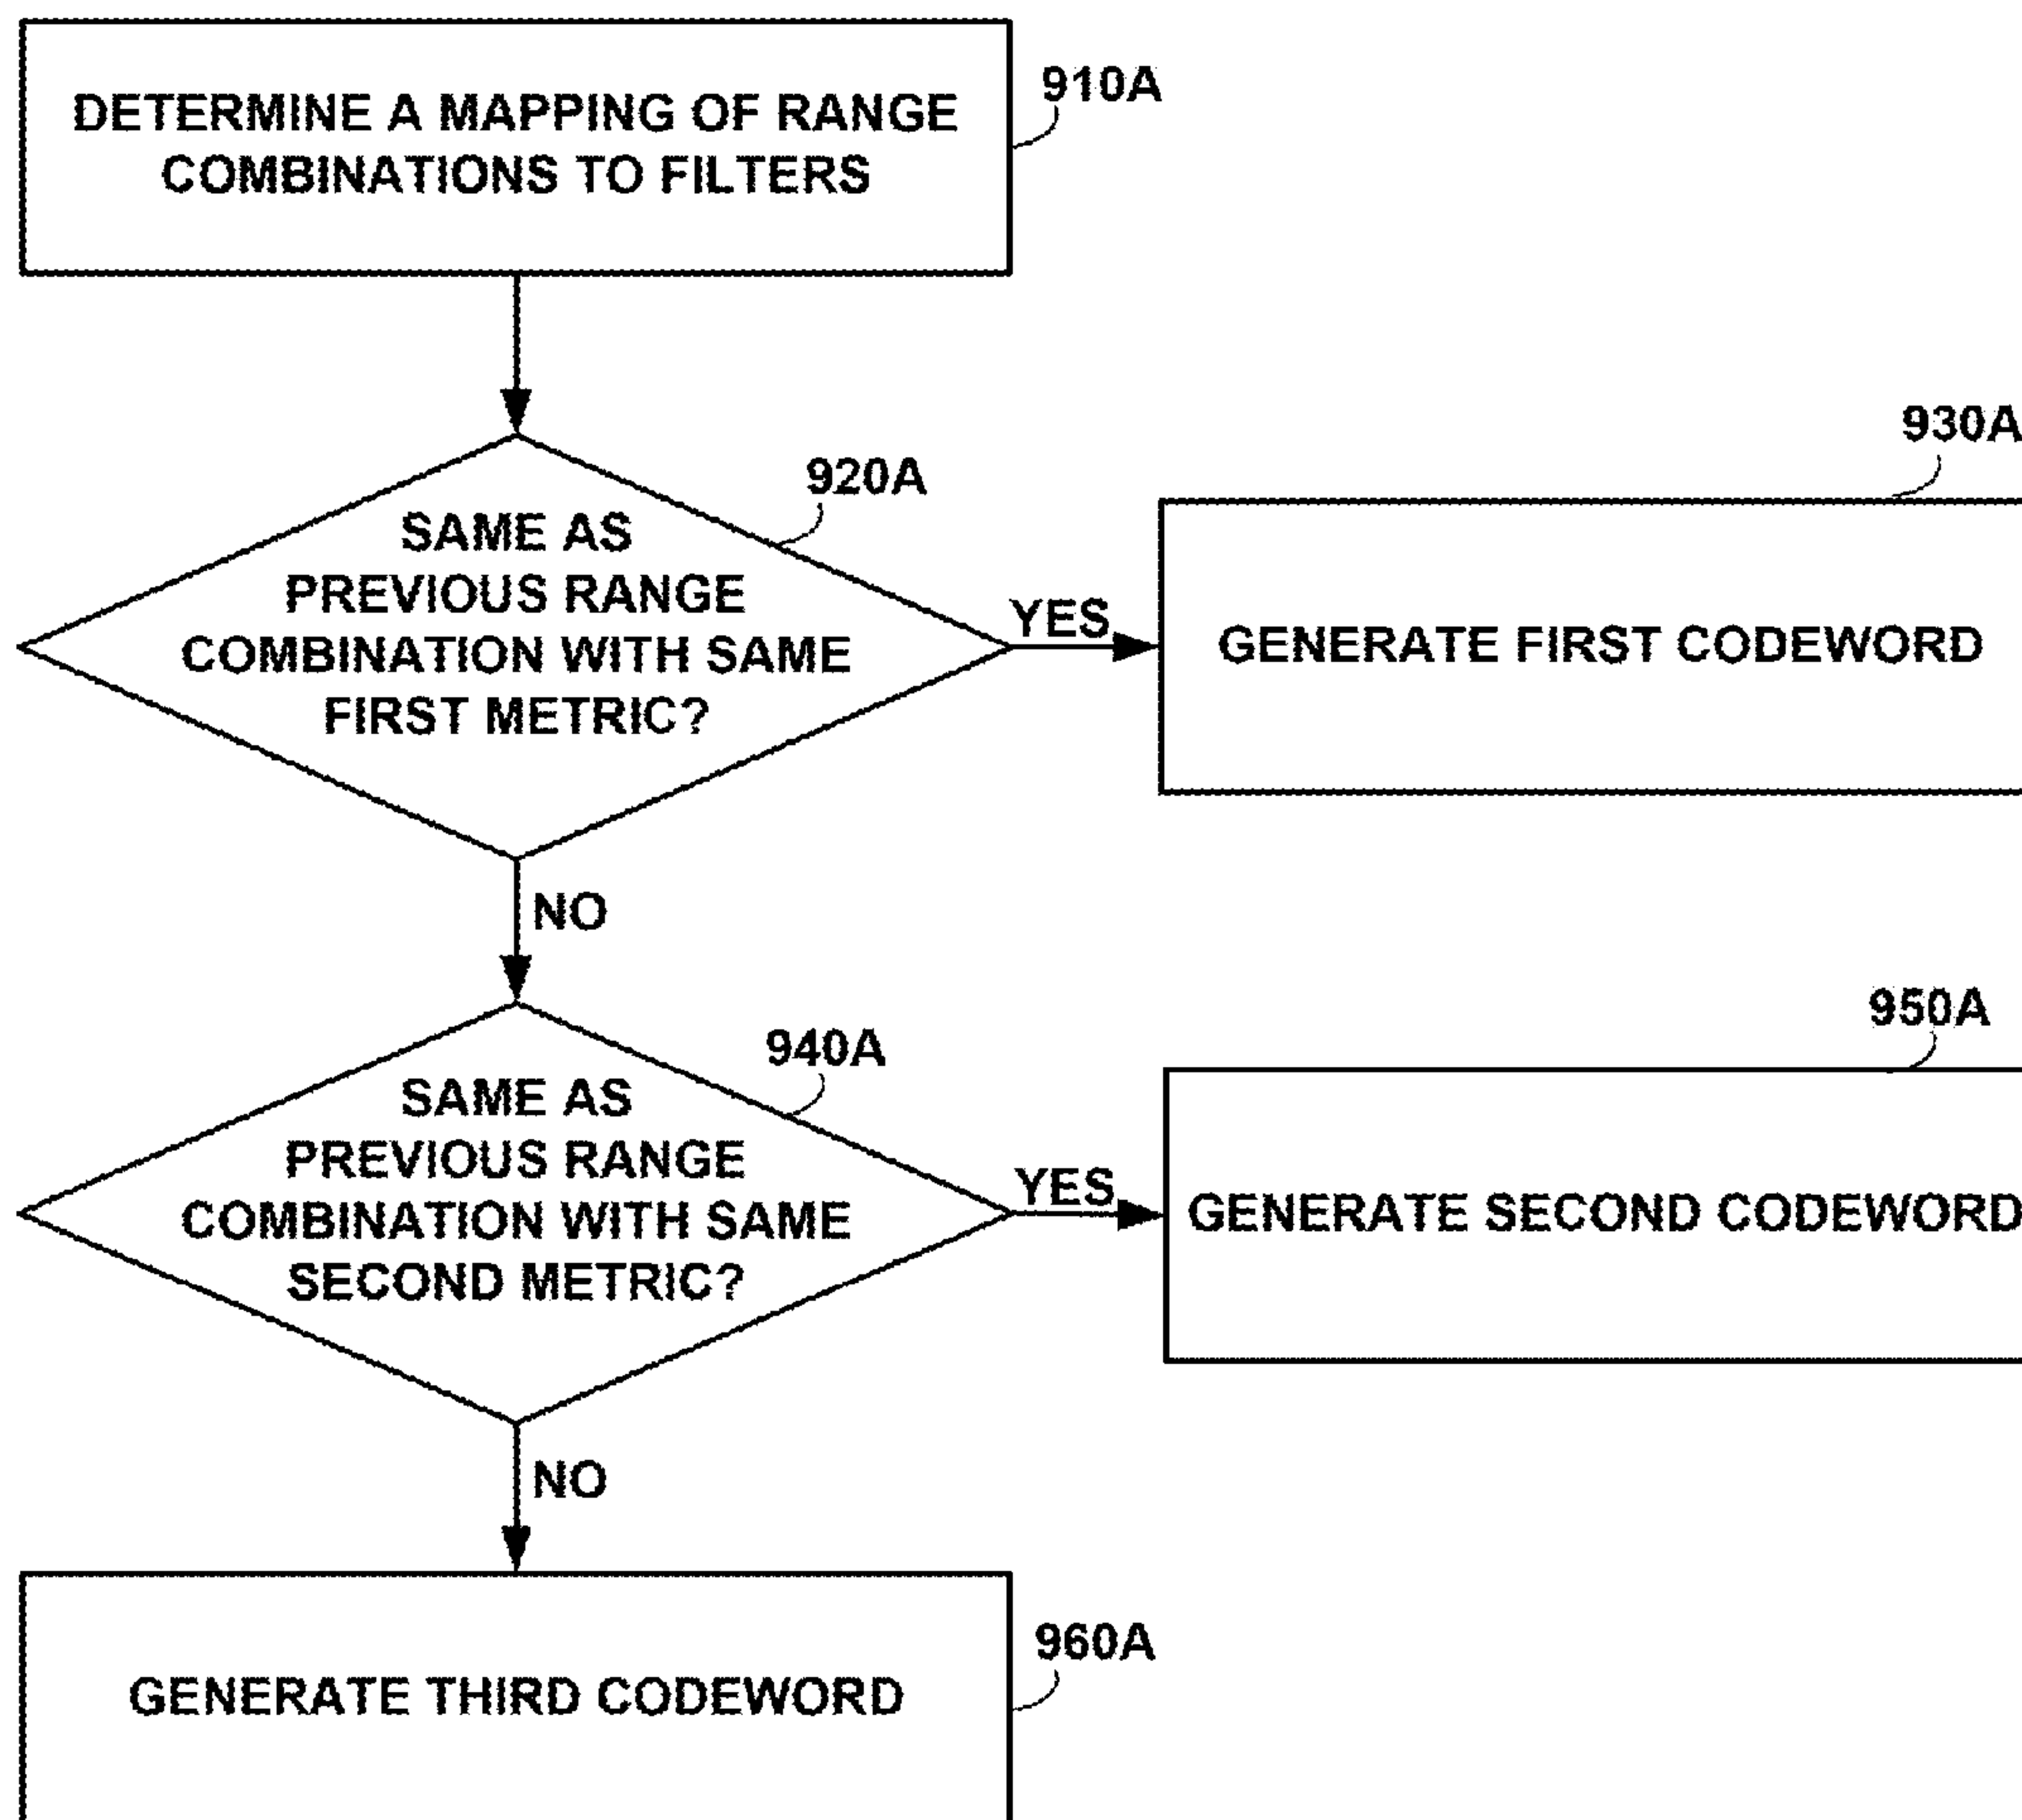 DETERMINE A MAPPING OF RANGE
COMBINATIONS TO FILTERS
910A
920A
SAME AS
PREVIOUS RANGE
COMBINATION WITH SAME
FIRST METRIC?
YES
930A
GENERATE FIRST CODEWORD
NO
940A
SAME AS
PREVIOUS RANGE
COMBINATION WITH SAME
SECOND METRIC?
YES
950A
GENERATE SECOND CODEWORD
NO
960A
GENERATE THIRD CODEWORD